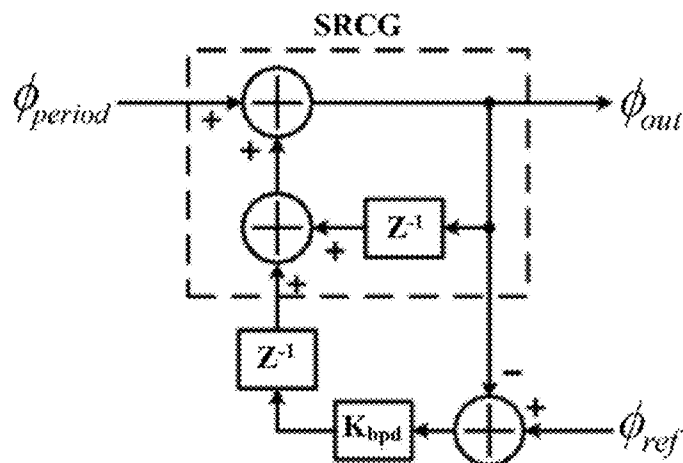 SRCG
ϕperiod
+
+
ϕout
Z-1
+
+
Z-1
-
+
Kbpd
ϕref